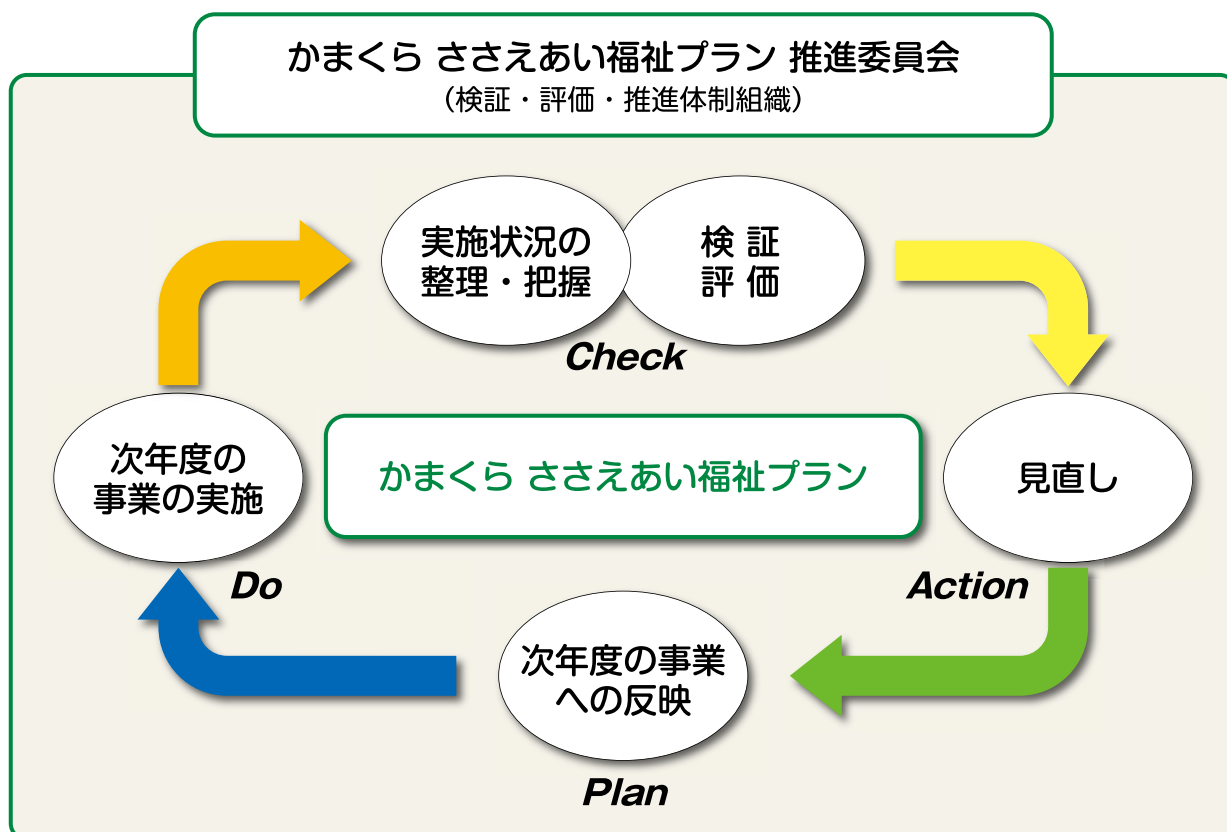 かまくら ささえあい福祉プラン 推進委員会
（検証・評価・推進体制組織）
実施状況の
整理・把握
検 証
評 価
Check
次年度の
事業の実施
Do
かまくら ささえあい福祉プラン
見直し
Action
次年度の事業
への反映
Plan